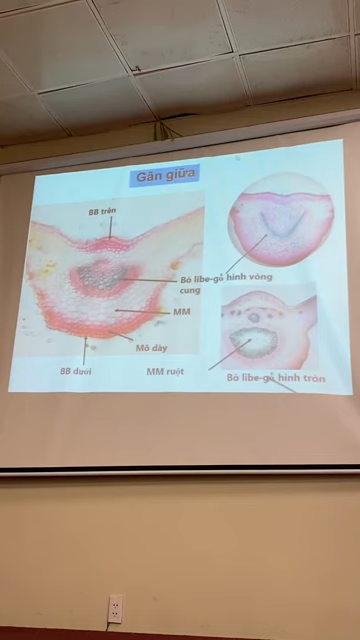 Gân giữa
BB trên
Bó libe-gỗ hình vòng
cung
MM
Mô dày
BB dưới
MM ruột
Bó libe-gỗ hình tròn